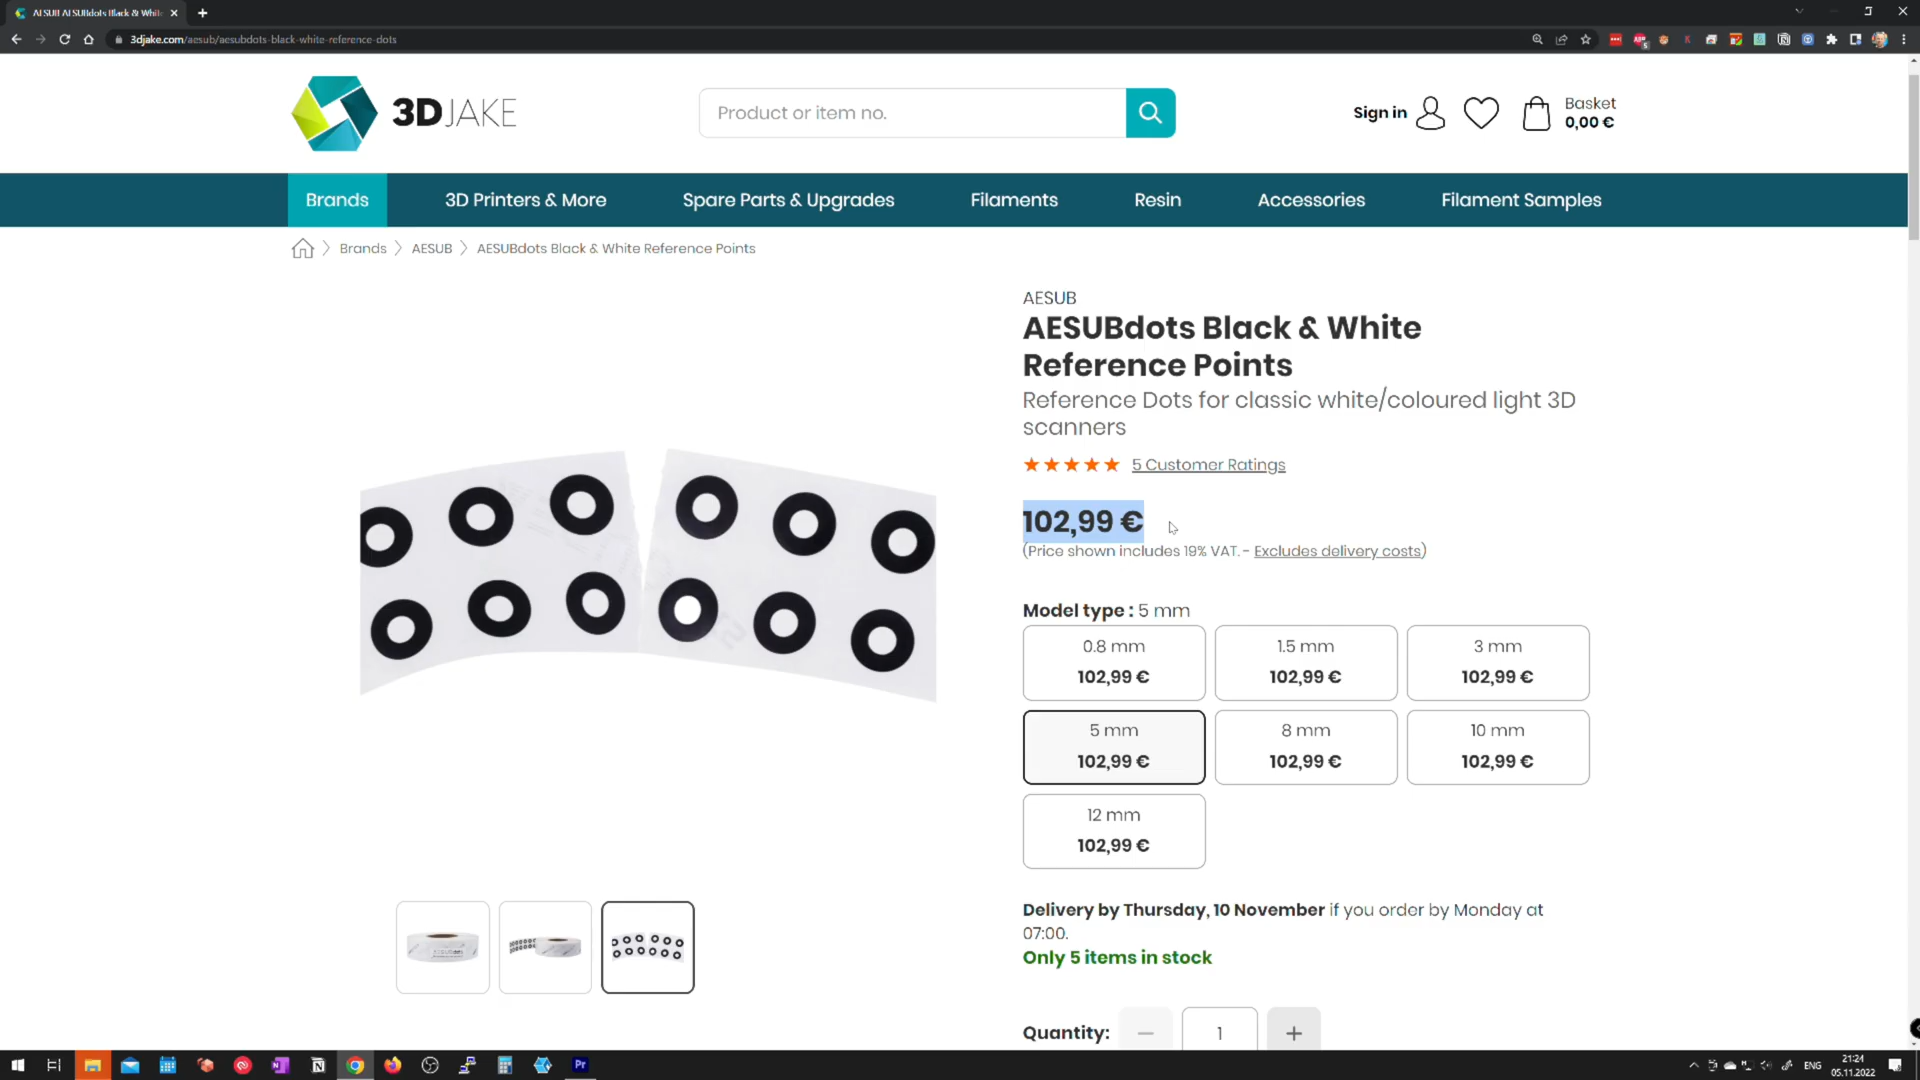 AESUB AESUBdots Black & White
3djake.com/aesub/aesubdots-black-white-reference-dots
3DJAKE
Product or item no.
Sign in
Basket
0,00 €
Brands
3D Printers & More
Spare Parts & Upgrades
Filaments
Resin
Accessories
Filament Samples
Brands
AESUB
AESUBdots Black & White Reference Points
AESUB
AESUBdots Black & White
Reference Points
Reference Dots for classic white/coloured light 3D
scanners
5 Customer Ratings
102,99 €
(Price shown includes 19% VAT. - Excludes delivery costs)
Model type : 5 mm
0.8 mm
102,99 €
1.5 mm
102,99 €
3 mm
102,99 €
5 mm
102,99 €
8 mm
102,99 €
10 mm
102,99 €
12 mm
102,99 €
Delivery by Thursday, 10 November if you order by Monday at
07:00.
Only 5 items in stock
Quantity:
1
Pr
ENG
21:24
05.11.2022